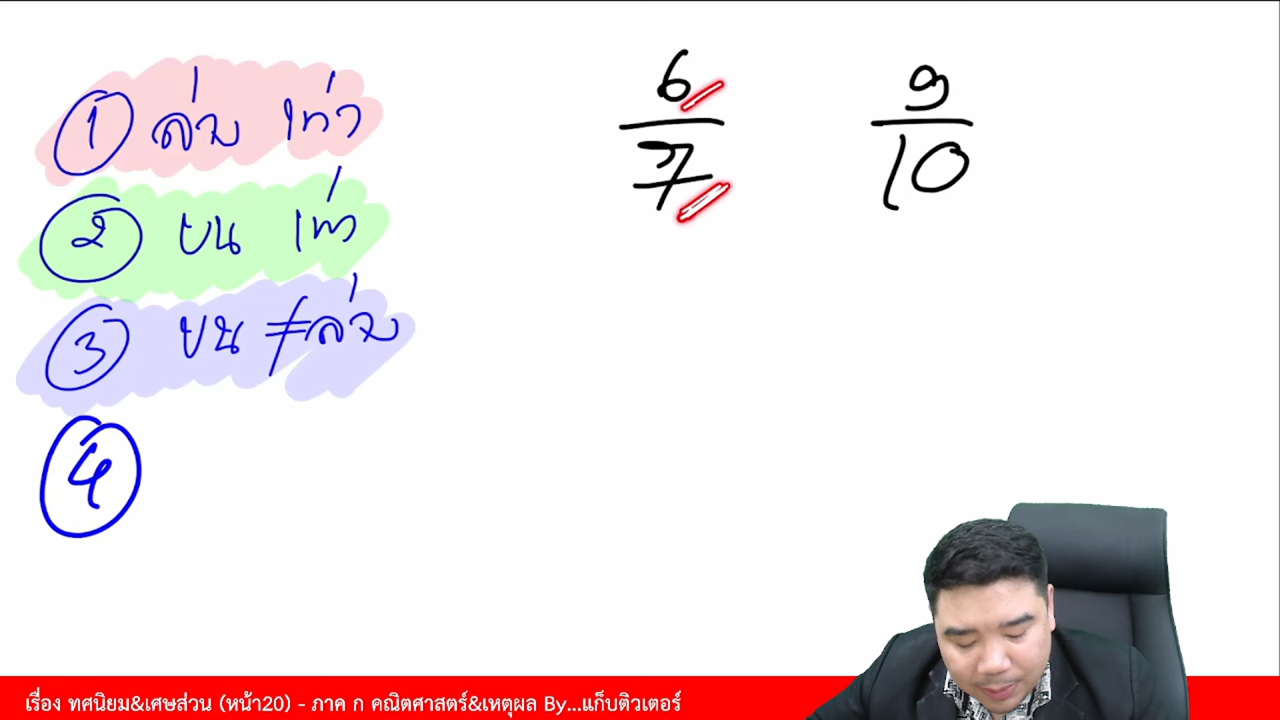 ① ล่าง เท่า
② บน เท่า
③ บน ≠ ล่าง
④
6/7 9/10
เรื่อง ทศนิยม&เศษส่วน (หน้า20) - ภาค ก คณิตศาสตร์&เหตุผล By...แก็บติวเตอร์